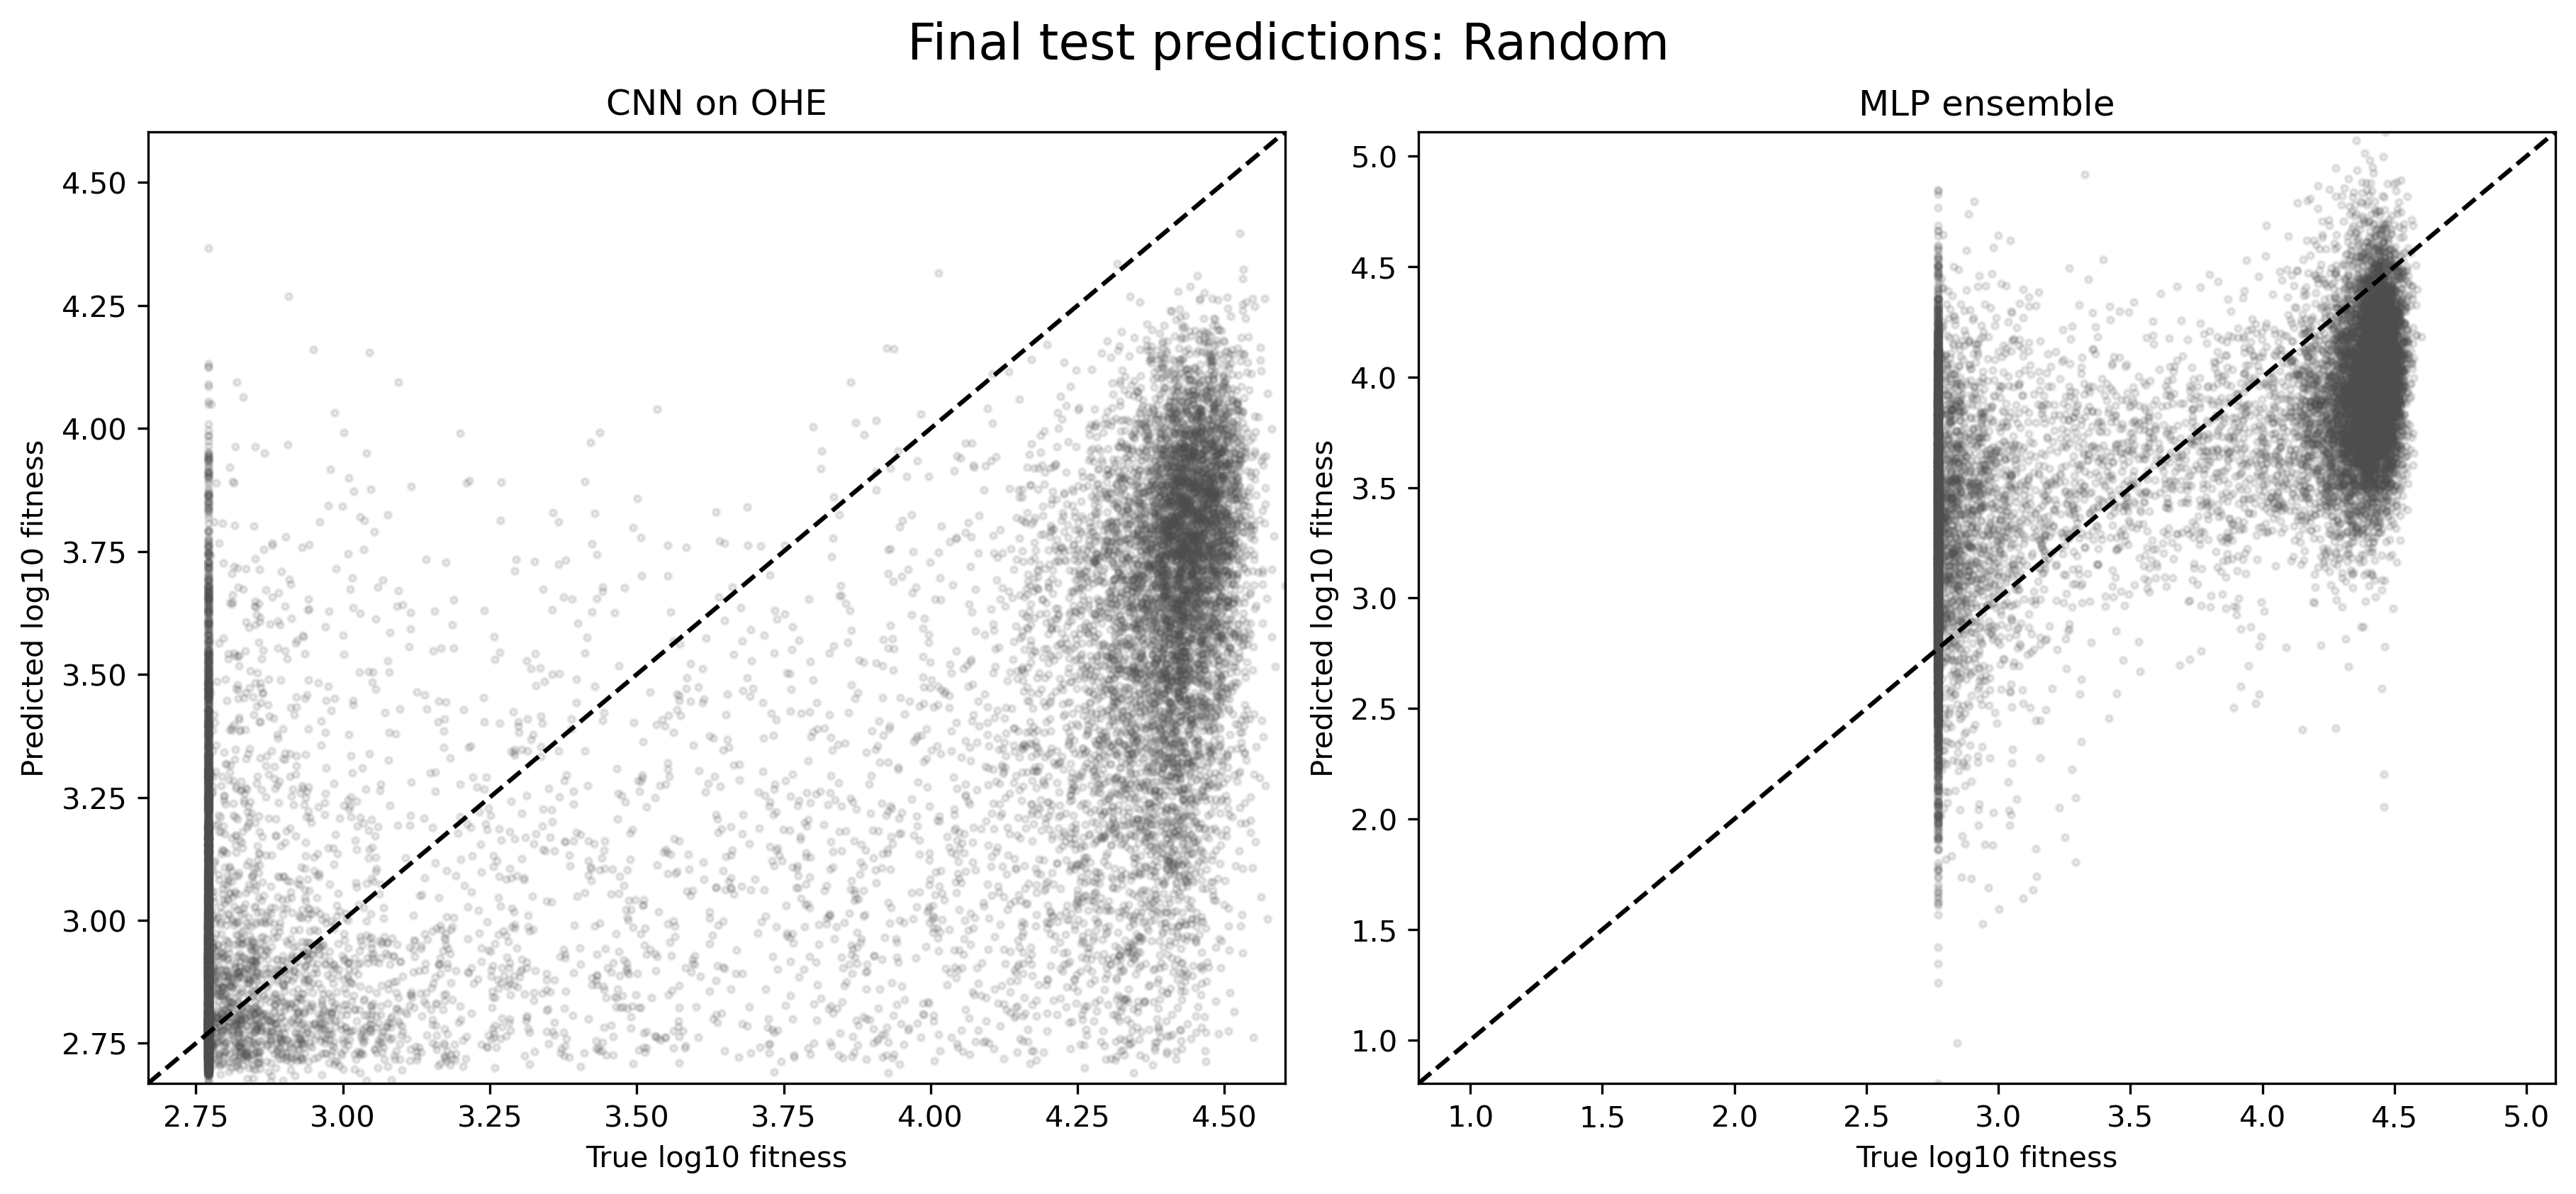 Final test predictions: Random
CNN on OHE
Predicted log10 fitness
4.50
4.25
4.00
3.75
3.50
3.25
3.00
2.75
2.75 3.00 3.25 3.50 3.75 4.00 4.25 4.50
True log10 fitness
MLP ensemble
Predicted log10 fitness
5.0
4.5
4.0
3.5
3.0
2.5
2.0
1.5
1.0
1.0 1.5 2.0 2.5 3.0 3.5 4.0 4.5 5.0
True log10 fitness